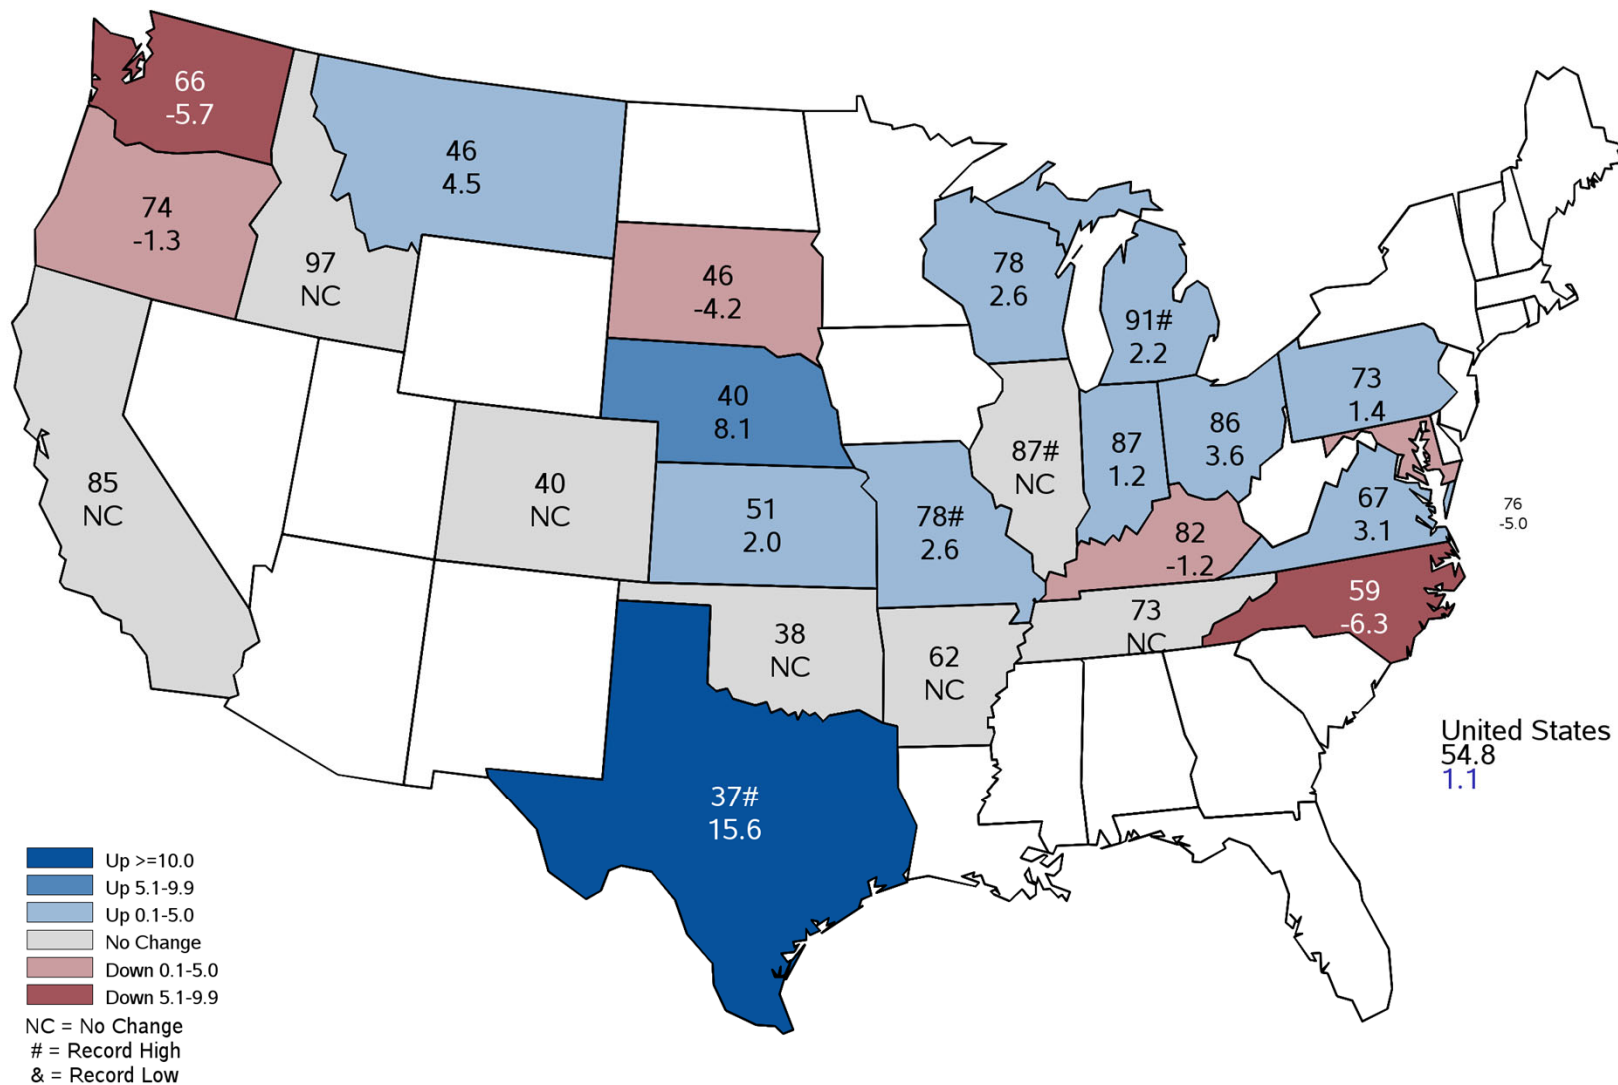 66
-5.7
74
-1.3
97
NC
46
4.5
46
-4.2
40
8.1
85
NC
40
NC
51
2.0
38
NC
37#
15.6
78
2.6
91#
2.2
87#
NC
87
1.2
86
3.6
73
1.4
78#
2.6
82
-1.2
67
3.1
76
-5.0
62
NC
73
NC
59
-6.3
United States
54.8
1.1
Up >=10.0
Up 5.1-9.9
Up 0.1-5.0
No Change
Down 0.1-5.0
Down 5.1-9.9
NC = No Change
# = Record High
& = Record Low